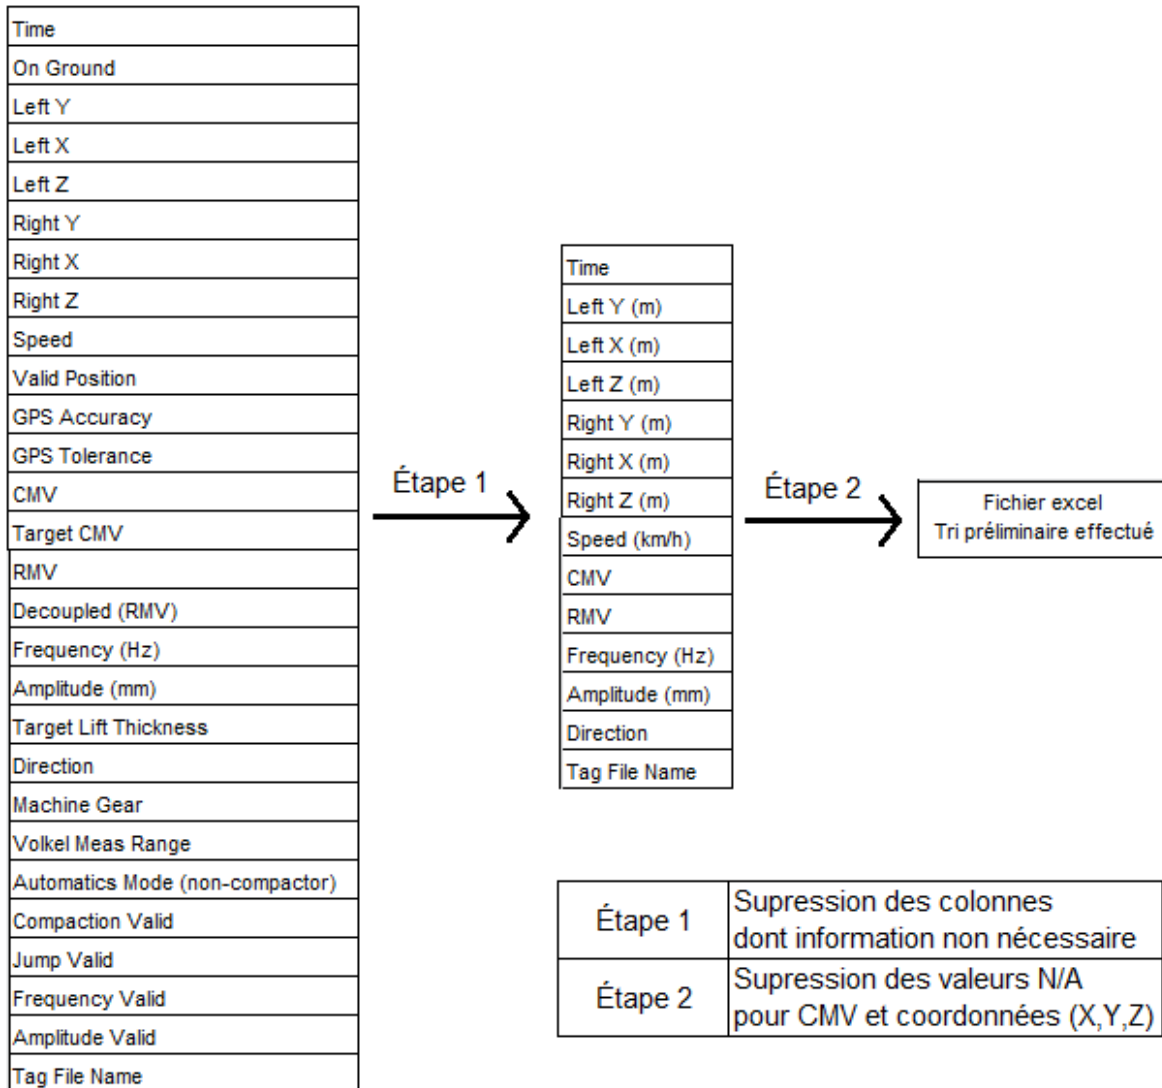 Time
On Ground
Left Y
Left X
Left Z
Right Y
Right X
Right Z
Speed
Valid Position
GPS Accuracy
GPS Tolerance
CMV
Target CMV
RMV
Decoupled (RMV)
Frequency (Hz)
Amplitude (mm)
Target Lift Thickness
Direction
Machine Gear
Volkel Meas Range
Automatics Mode (non-compactor)
Compaction Valid
Jump Valid
Frequency Valid
Amplitude Valid
Tag File Name
Étape 1
Time
Left Y (m)
Left X (m)
Left Z (m)
Right Y (m)
Right X (m)
Right Z (m)
Speed (km/h)
CMV
RMV
Frequency (Hz)
Amplitude (mm)
Direction
Tag File Name
Étape 2
Fichier excel
Tri préliminaire effectué
Étape 1
Supression des colonnes
dont information non nécessaire
Étape 2
Supression des valeurs N/A
pour CMV et coordonnées (X,Y,Z)